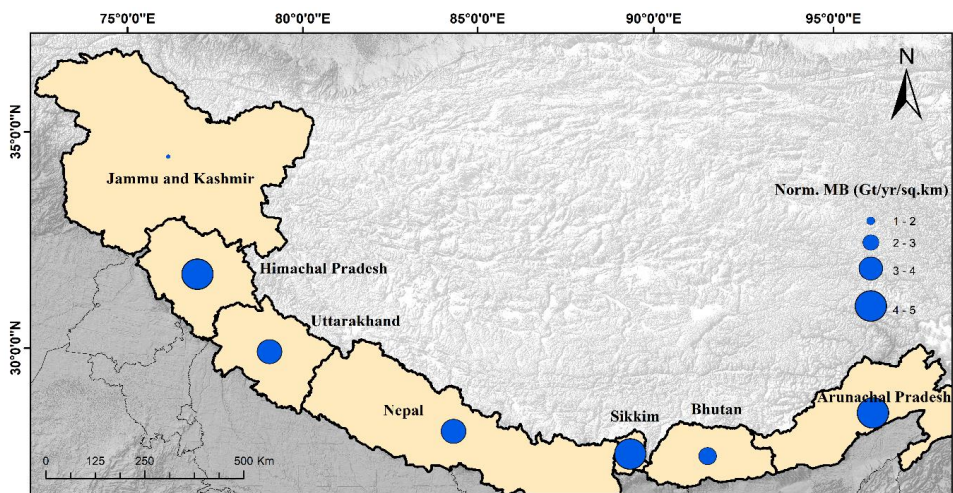 75°0'0"E 80°0'0"E 85°0'0"E 90°0'0"E 95°0'0"E
N
35°0'0"N
Jammu and Kashmir
Norm. MB (Gt/yr/sq.km)
1 - 2
2 - 3
3 - 4
4 - 5
Himachal Pradesh
Uttarakhand
30°0'0"N
Arunachal Pradesh
Nepal
Sikkim
Bhutan
0 125 250 500 Km